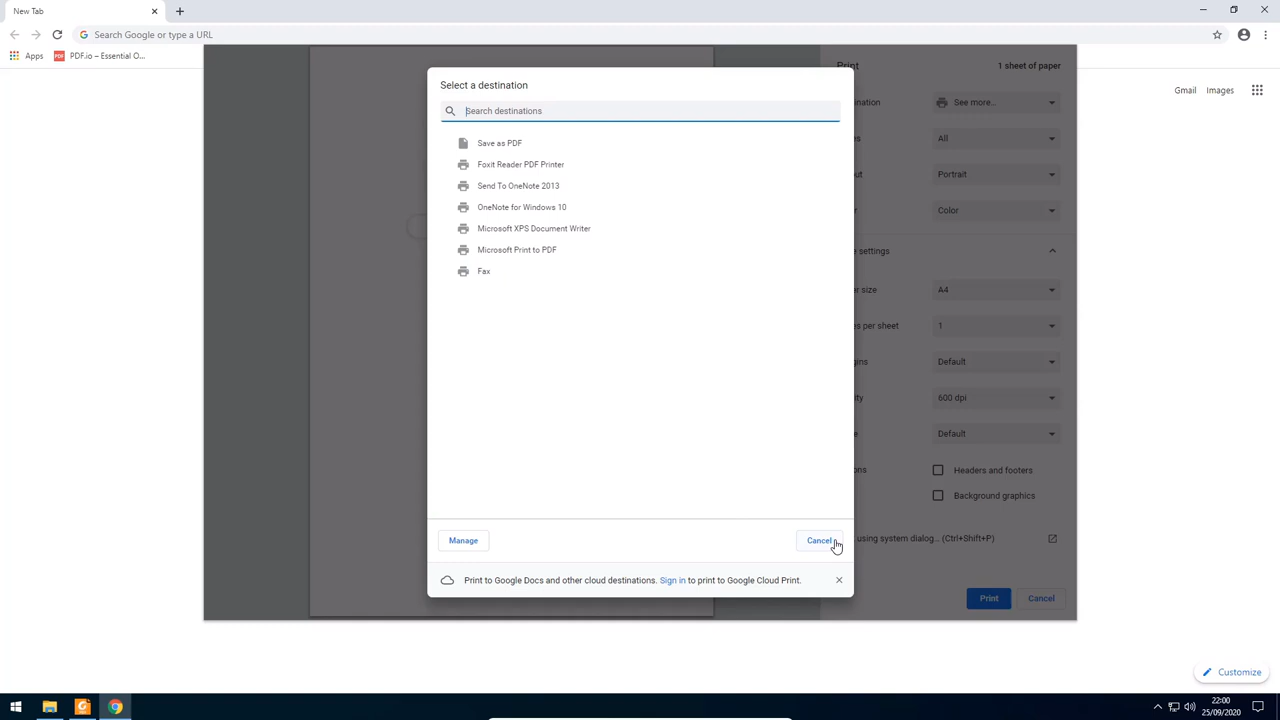 New Tab
Search Google or type a URL
Apps
PDF.io – Essential O...
Gmail
Images
Print
1 sheet of paper
Select a destination
Search destinations
Save as PDF
Foxit Reader PDF Printer
Send To OneNote 2013
OneNote for Windows 10
Microsoft XPS Document Writer
Microsoft Print to PDF
Fax
Manage
Cancel
Print to Google Docs and other cloud destinations. Sign in to print to Google Cloud Print.
See more...
All
Portrait
Color
settings
A4
1
Default
600 dpi
Default
Headers and footers
Background graphics
using system dialog... (Ctrl+Shift+P)
Print
Cancel
Customize
22:00
25/09/2020